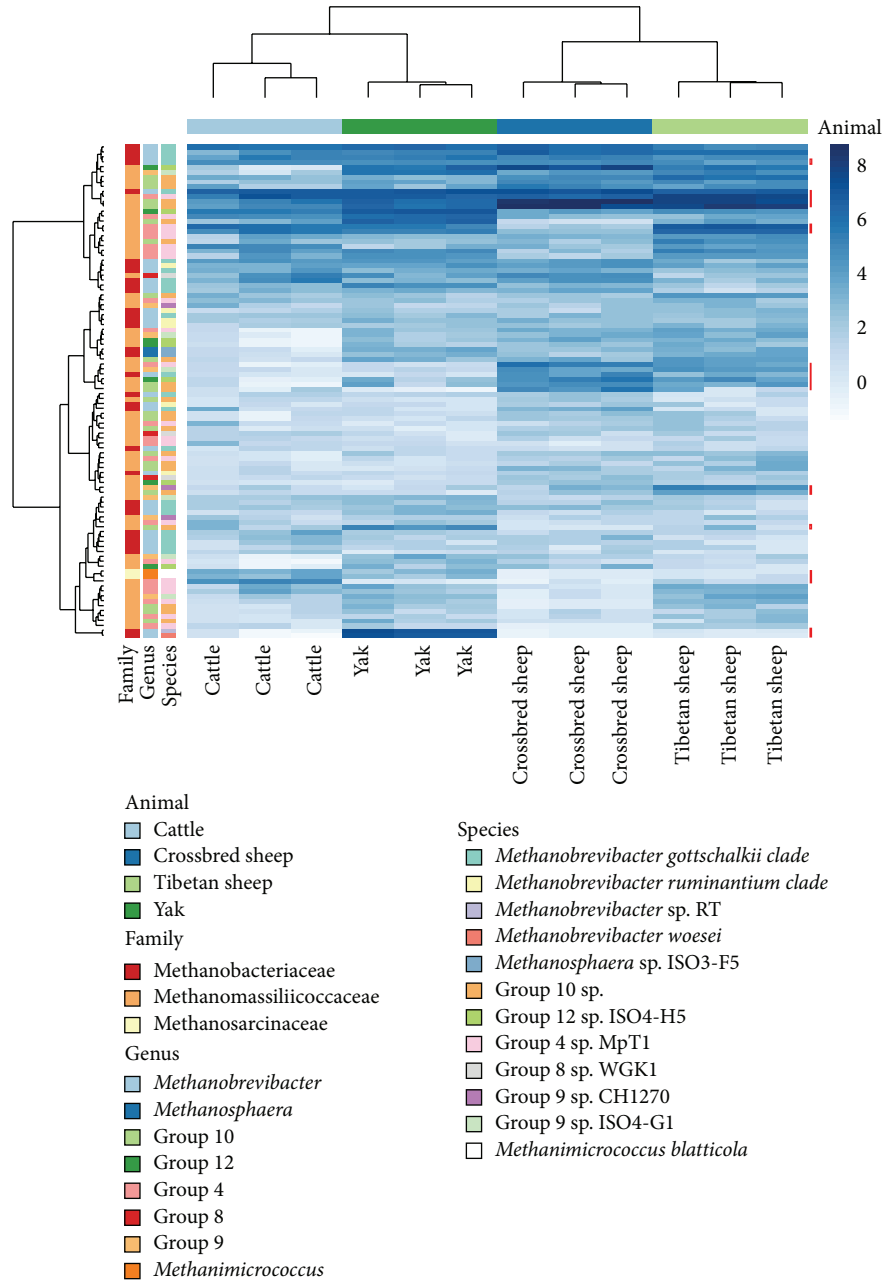 Animal
8
6
4
2
0
Family
Genus
Species
Cattle
Cattle
Cattle
Yak
Yak
Yak
Crossbred sheep
Crossbred sheep
Crossbred sheep
Tibetan sheep
Tibetan sheep
Tibetan sheep
Animal
Cattle
Crossbred sheep
Tibetan sheep
Yak
Family
Methanobacteriaceae
Methanomassiliicoccaceae
Methanosarcinaceae
Genus
Methanobrevibacter
Methanosphaera
Group 10
Group 12
Group 4
Group 8
Group 9
Methanimicrococcus
Species
Methanobrevibacter gottschalkii clade
Methanobrevibacter ruminantium clade
Methanobrevibacter sp. RT
Methanobrevibacter woesei
Methanosphaera sp. ISO3-F5
Group 10 sp.
Group 12 sp. ISO4-H5
Group 4 sp. MpT1
Group 8 sp. WGK1
Group 9 sp. CH1270
Group 9 sp. ISO4-G1
Methanimicrococcus blatticola